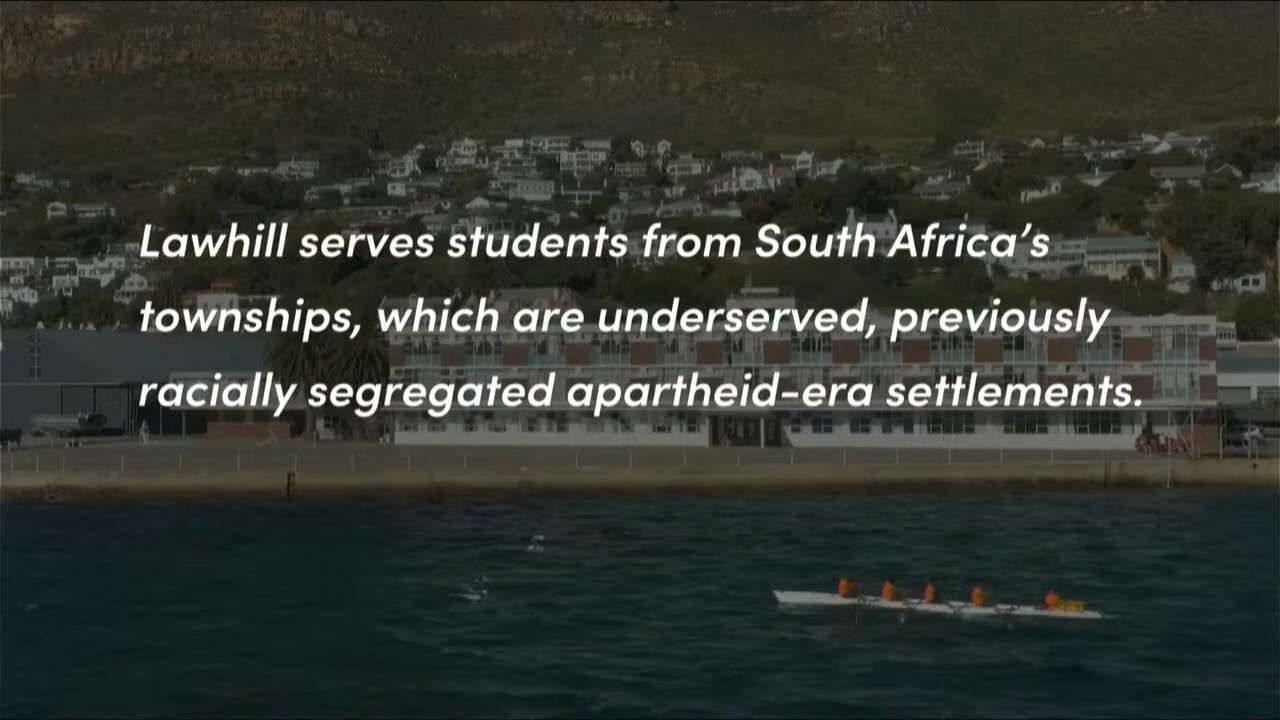 Lawhill serves students from South Africa’s
townships, which are underserved, previously
racially segregated apartheid-era settlements.